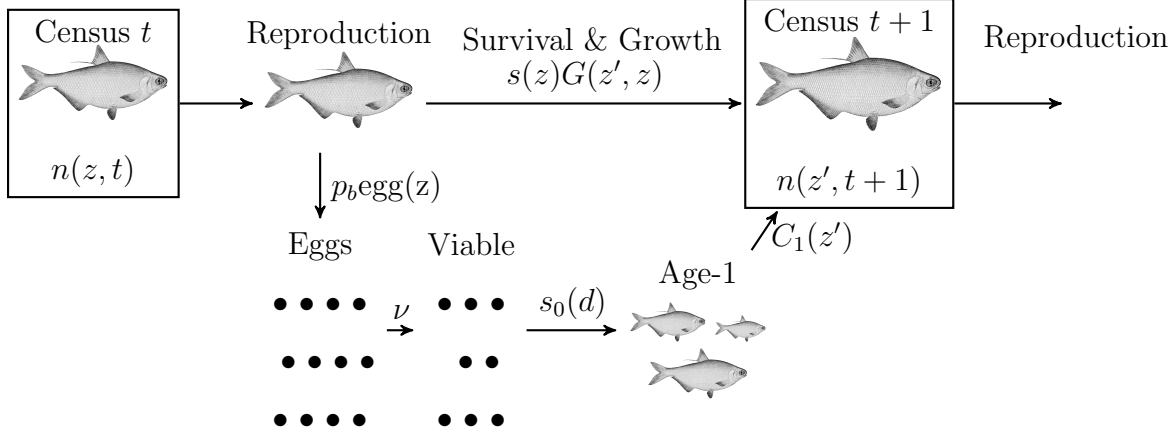 Census t
n(z, t)
Reproduction
Survival & Growth
s(z)G(z′, z)
Census t + 1
n(z′, t + 1)
Reproduction
p_b egg(z)
Eggs
Viable
ν
s_0(d)
Age-1
C_1(z′)